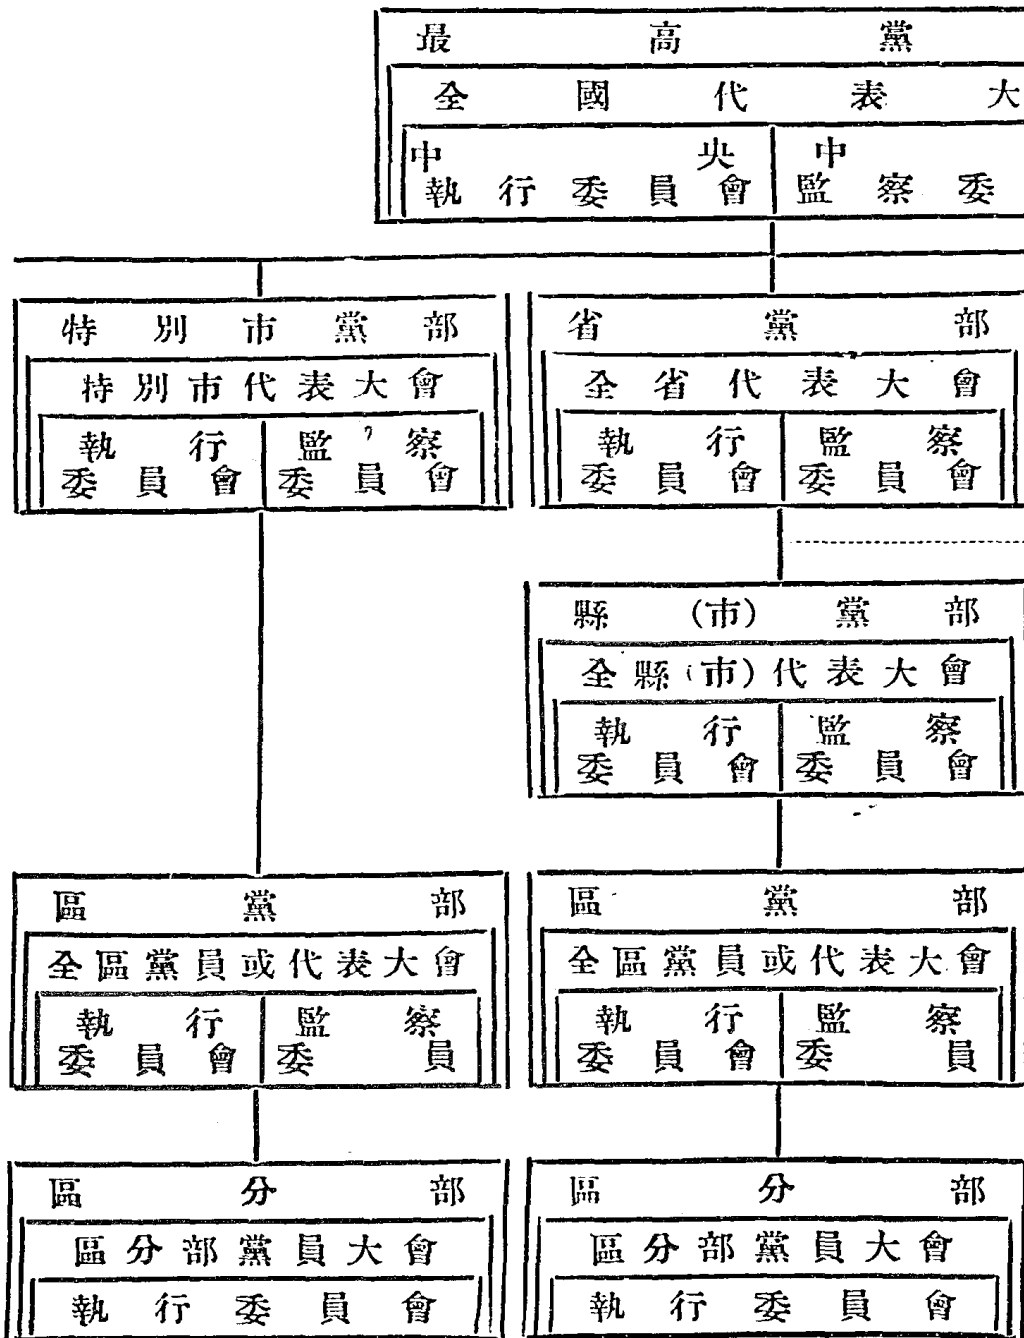 最高黨
全國代表大
中央 中
執行委員會 監察委
特別市黨部
特別市代表大會
執行 監察
委員會 委員會
省黨部
全省代表大會
執行 監察
委員會 委員會
縣(市)黨部
全縣(市)代表大會
執行 監察
委員會 委員會
區黨部
全區黨員或代表大會
執行 監察
委員會 委員
區黨部
全區黨員或代表大會
執行 監察
委員會 委員
區分部
區分部黨員大會
執行委員會
區分部
區分部黨員大會
執行委員會